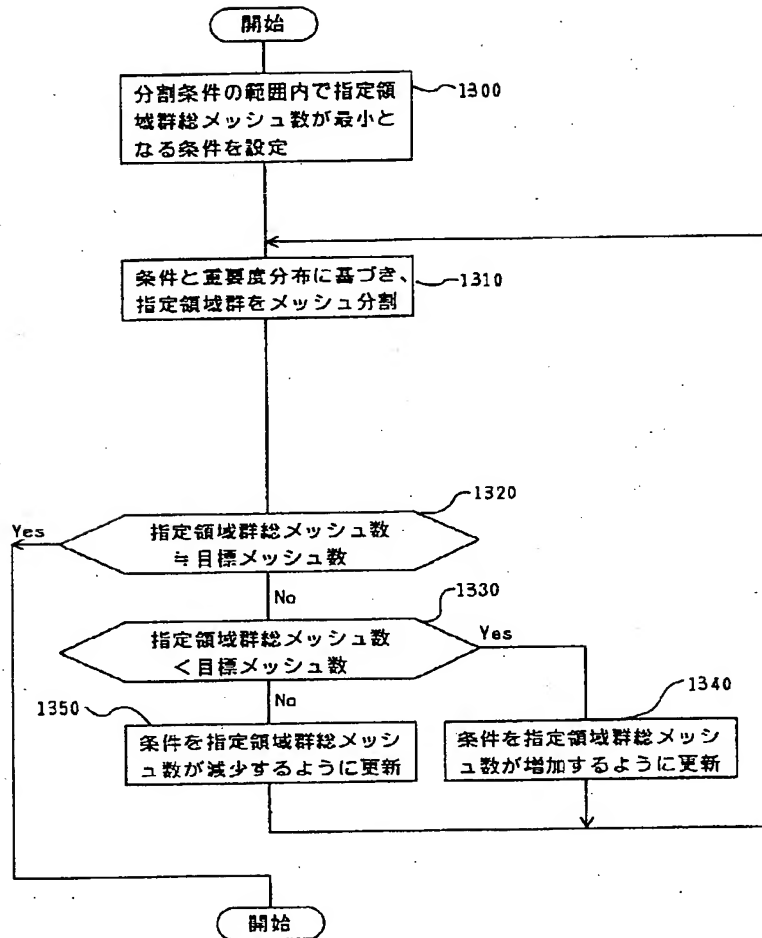 開始
分割条件の範囲内で指定領
域群総メッシュ数が最小と
なる条件を設定
1300
条件と重要度分布に基づき、
指定領域群をメッシュ分割
1310
1320
Yes
指定領域群総メッシュ数
≒目標メッシュ数
No
1330
指定領域群総メッシュ数
<目標メッシュ数
Yes
No
1350
1340
条件を指定領域群総メッシ
ュ数が減少するように更新
条件を指定領域群総メッシ
ュ数が増加するように更新
開始